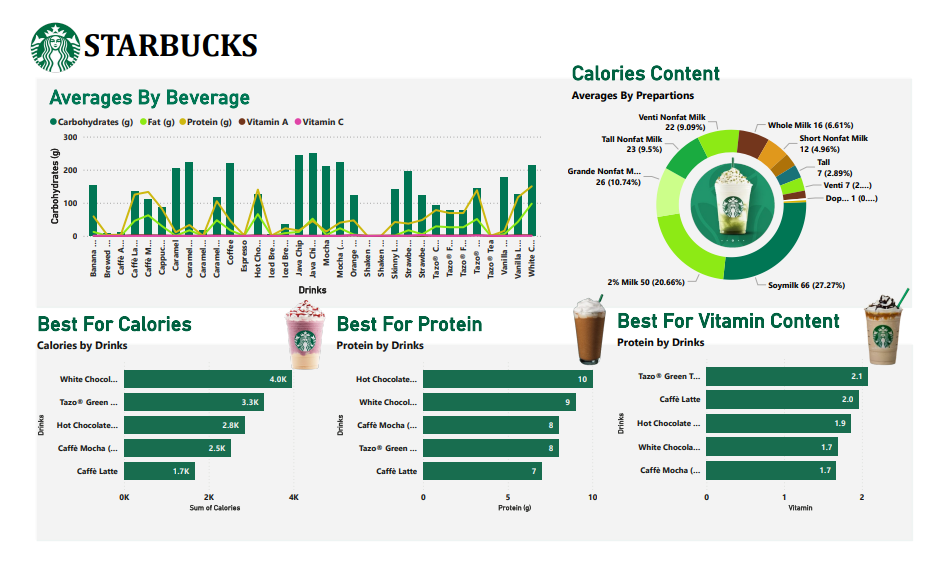 STARBUCKS
Averages By Beverage
Carbohydrates (g) Fat (g) Protein (g) Vitamin A Vitamin C
Carbohydrates (g)
300
200
100
0
Banana ...
Brewed ...
Caffè A...
Caffè La...
Caffè M...
Cappuc...
Caramel
Caramel...
Caramel...
Caramel...
Coffee
Espresso
Hot Cho...
Iced Bre...
Iced Bre...
Java Chip
Java Chi...
Mocha
Mocha (...
Orange ...
Shaken ...
Shaken ...
Skinny L...
Strawbe...
Strawbe...
Tazo® C...
Tazo® F...
Tazo® F...
Tazo® ...
Tazo® Tea
Vanilla ...
Vanilla L...
White C...
Drinks
Calories Content
Averages By Prepartions
Venti Nonfat Milk
22 (9.09%)
Whole Milk 16 (6.61%)
Tall Nonfat Milk
23 (9.5%)
Short Nonfat Milk
12 (4.96%)
Grande Nonfat M...
26 (10.74%)
Tall
7 (2.89%)
Venti 7 (2....)
Dop... 1 (0....)
2% Milk 50 (20.66%)
Soymilk 66 (27.27%)
Best For Calories
Calories by Drinks
Drinks
White Chocol... 4.0K
Tazo® Green ... 3.3K
Hot Chocolate... 2.8K
Caffè Mocha (... 2.5K
Caffè Latte 1.7K
0K 2K 4K
Sum of Calories
Best For Protein
Protein by Drinks
Drinks
Hot Chocolate... 10
White Chocol... 9
Caffè Mocha (... 8
Tazo® Green ... 8
Caffè Latte 7
0 5 10
Protein (g)
Best For Vitamin Content
Protein by Drinks
Drinks
Tazo® Green T... 2.1
Caffè Latte 2.0
Hot Chocolate ... 1.9
White Chocola... 1.7
Caffè Mocha (... 1.7
0 1 2
Vitamin